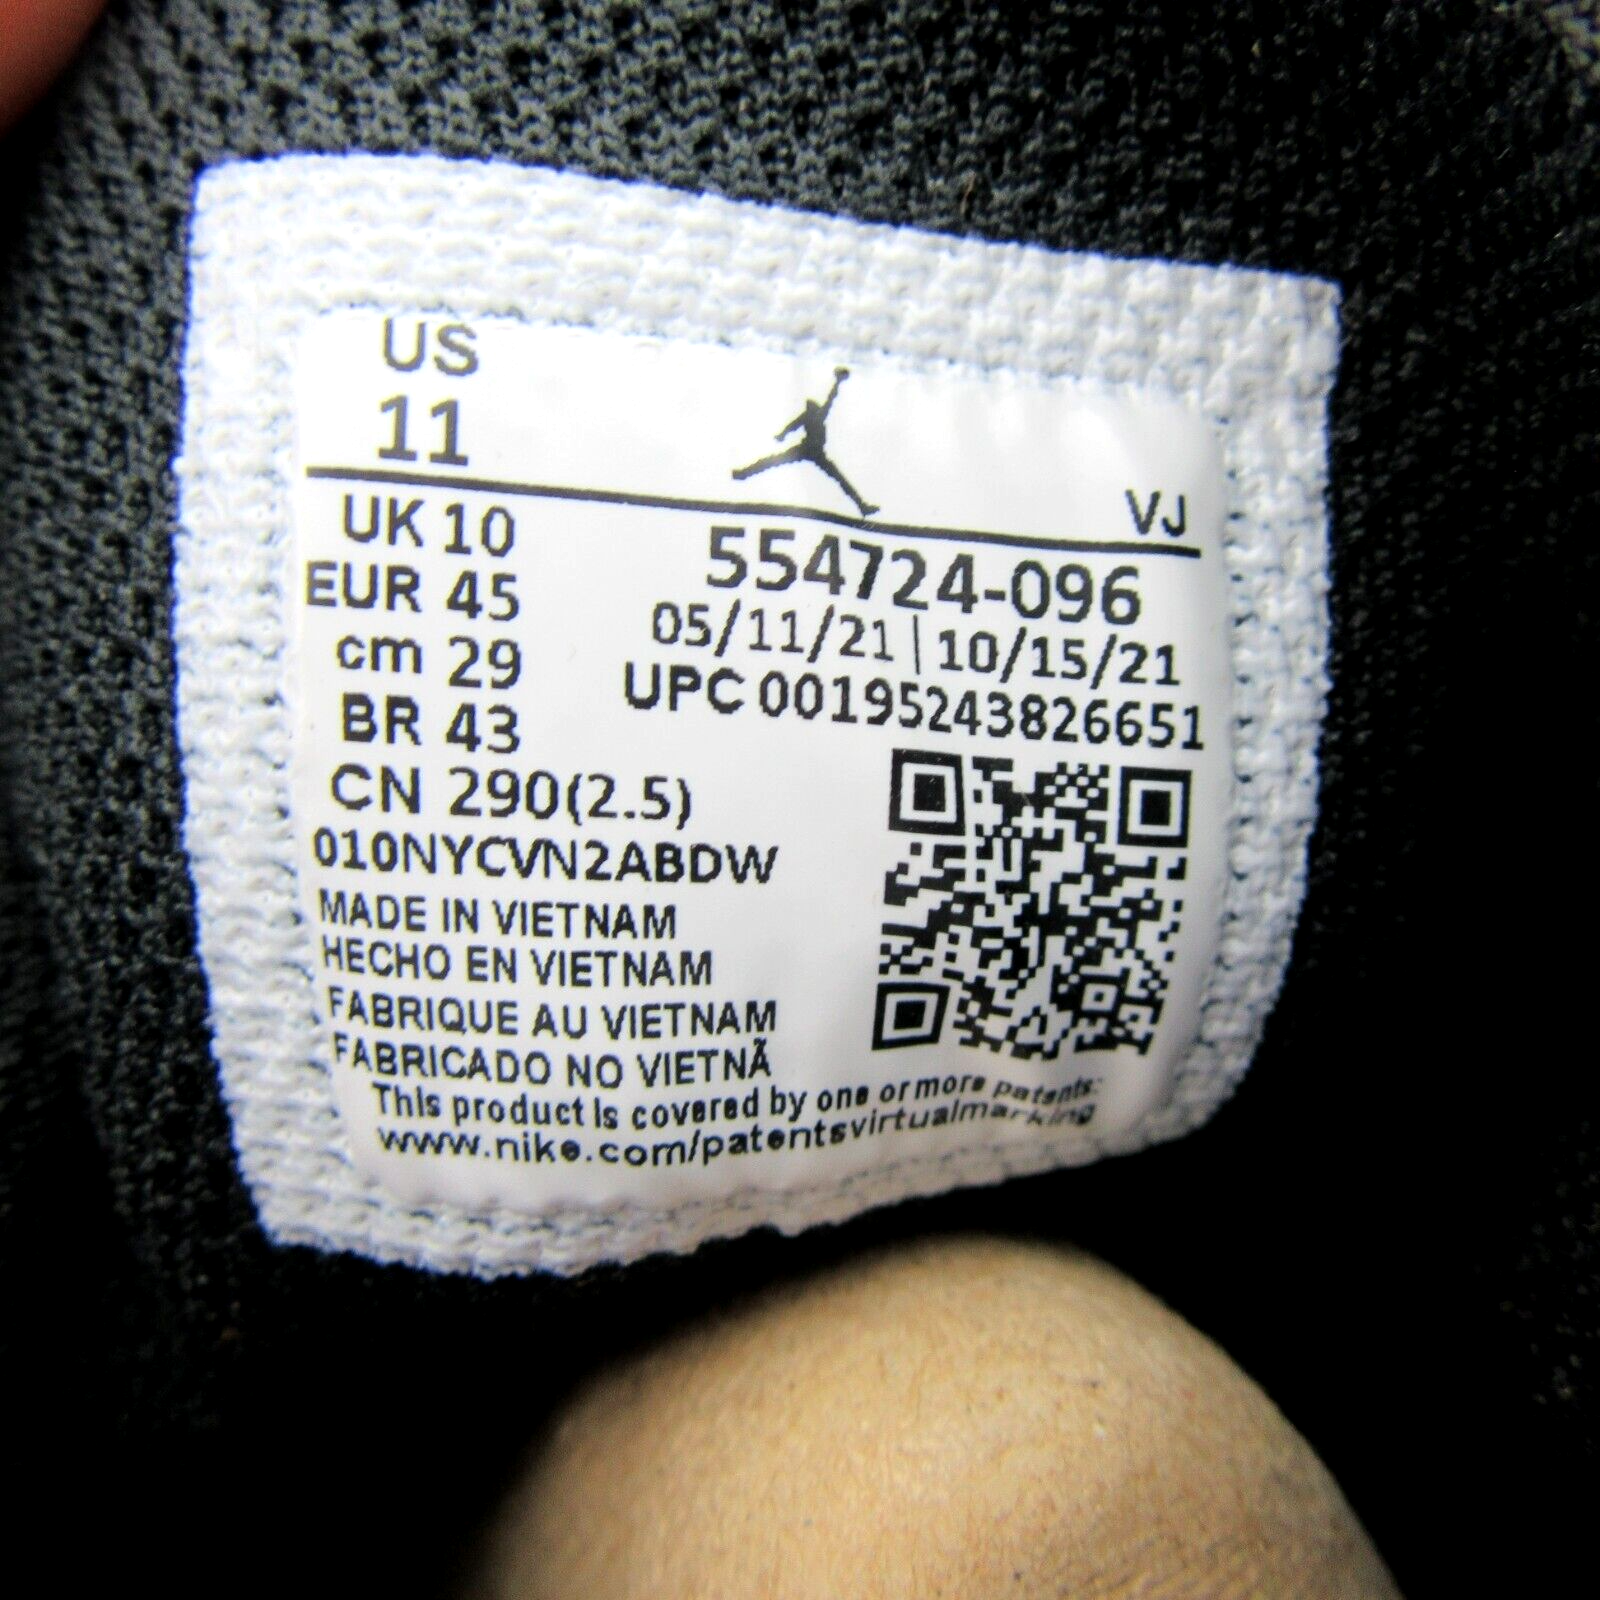 US
11
VJ
UK 10
EUR 45
cm 29
BR 43
CN 290(2.5)
554724-096
05/11/21 | 10/15/21
UPC 00195243826651
010NYCVN2ABDW
MADE IN VIETNAM
HECHO EN VIETNAM
FABRIQUE AU VIETNAM
FABRICADO NO VIETNÃ
This product is covered by one or more patents:
www.nike.com/patentsvirtualmarking